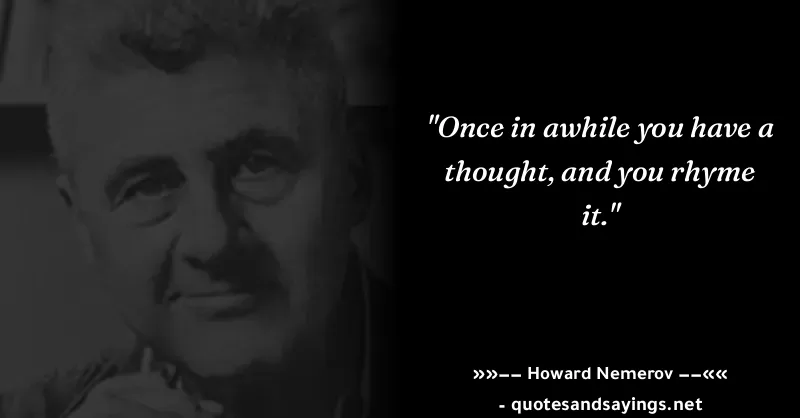 "Once in awhile you have a
thought, and you rhyme
it."
»»–– Howard Nemerov ––««
- quotesandsayings.net